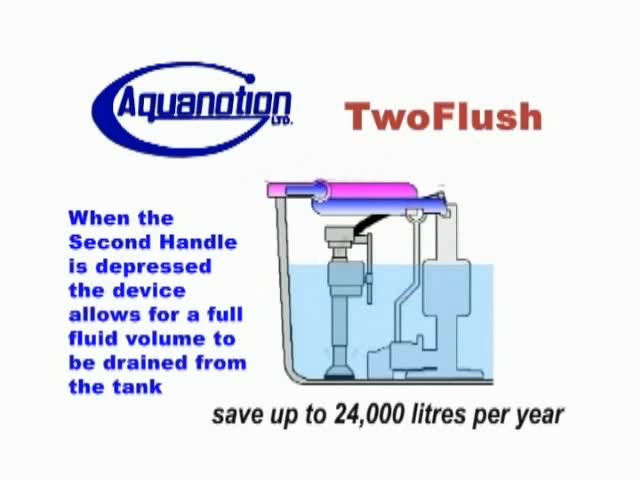 Aquanotion
LTD.
TwoFlush
When the
Second Handle
is depressed
the device
allows for a full
fluid volume to
be drained from
the tank
save up to 24,000 litres per year